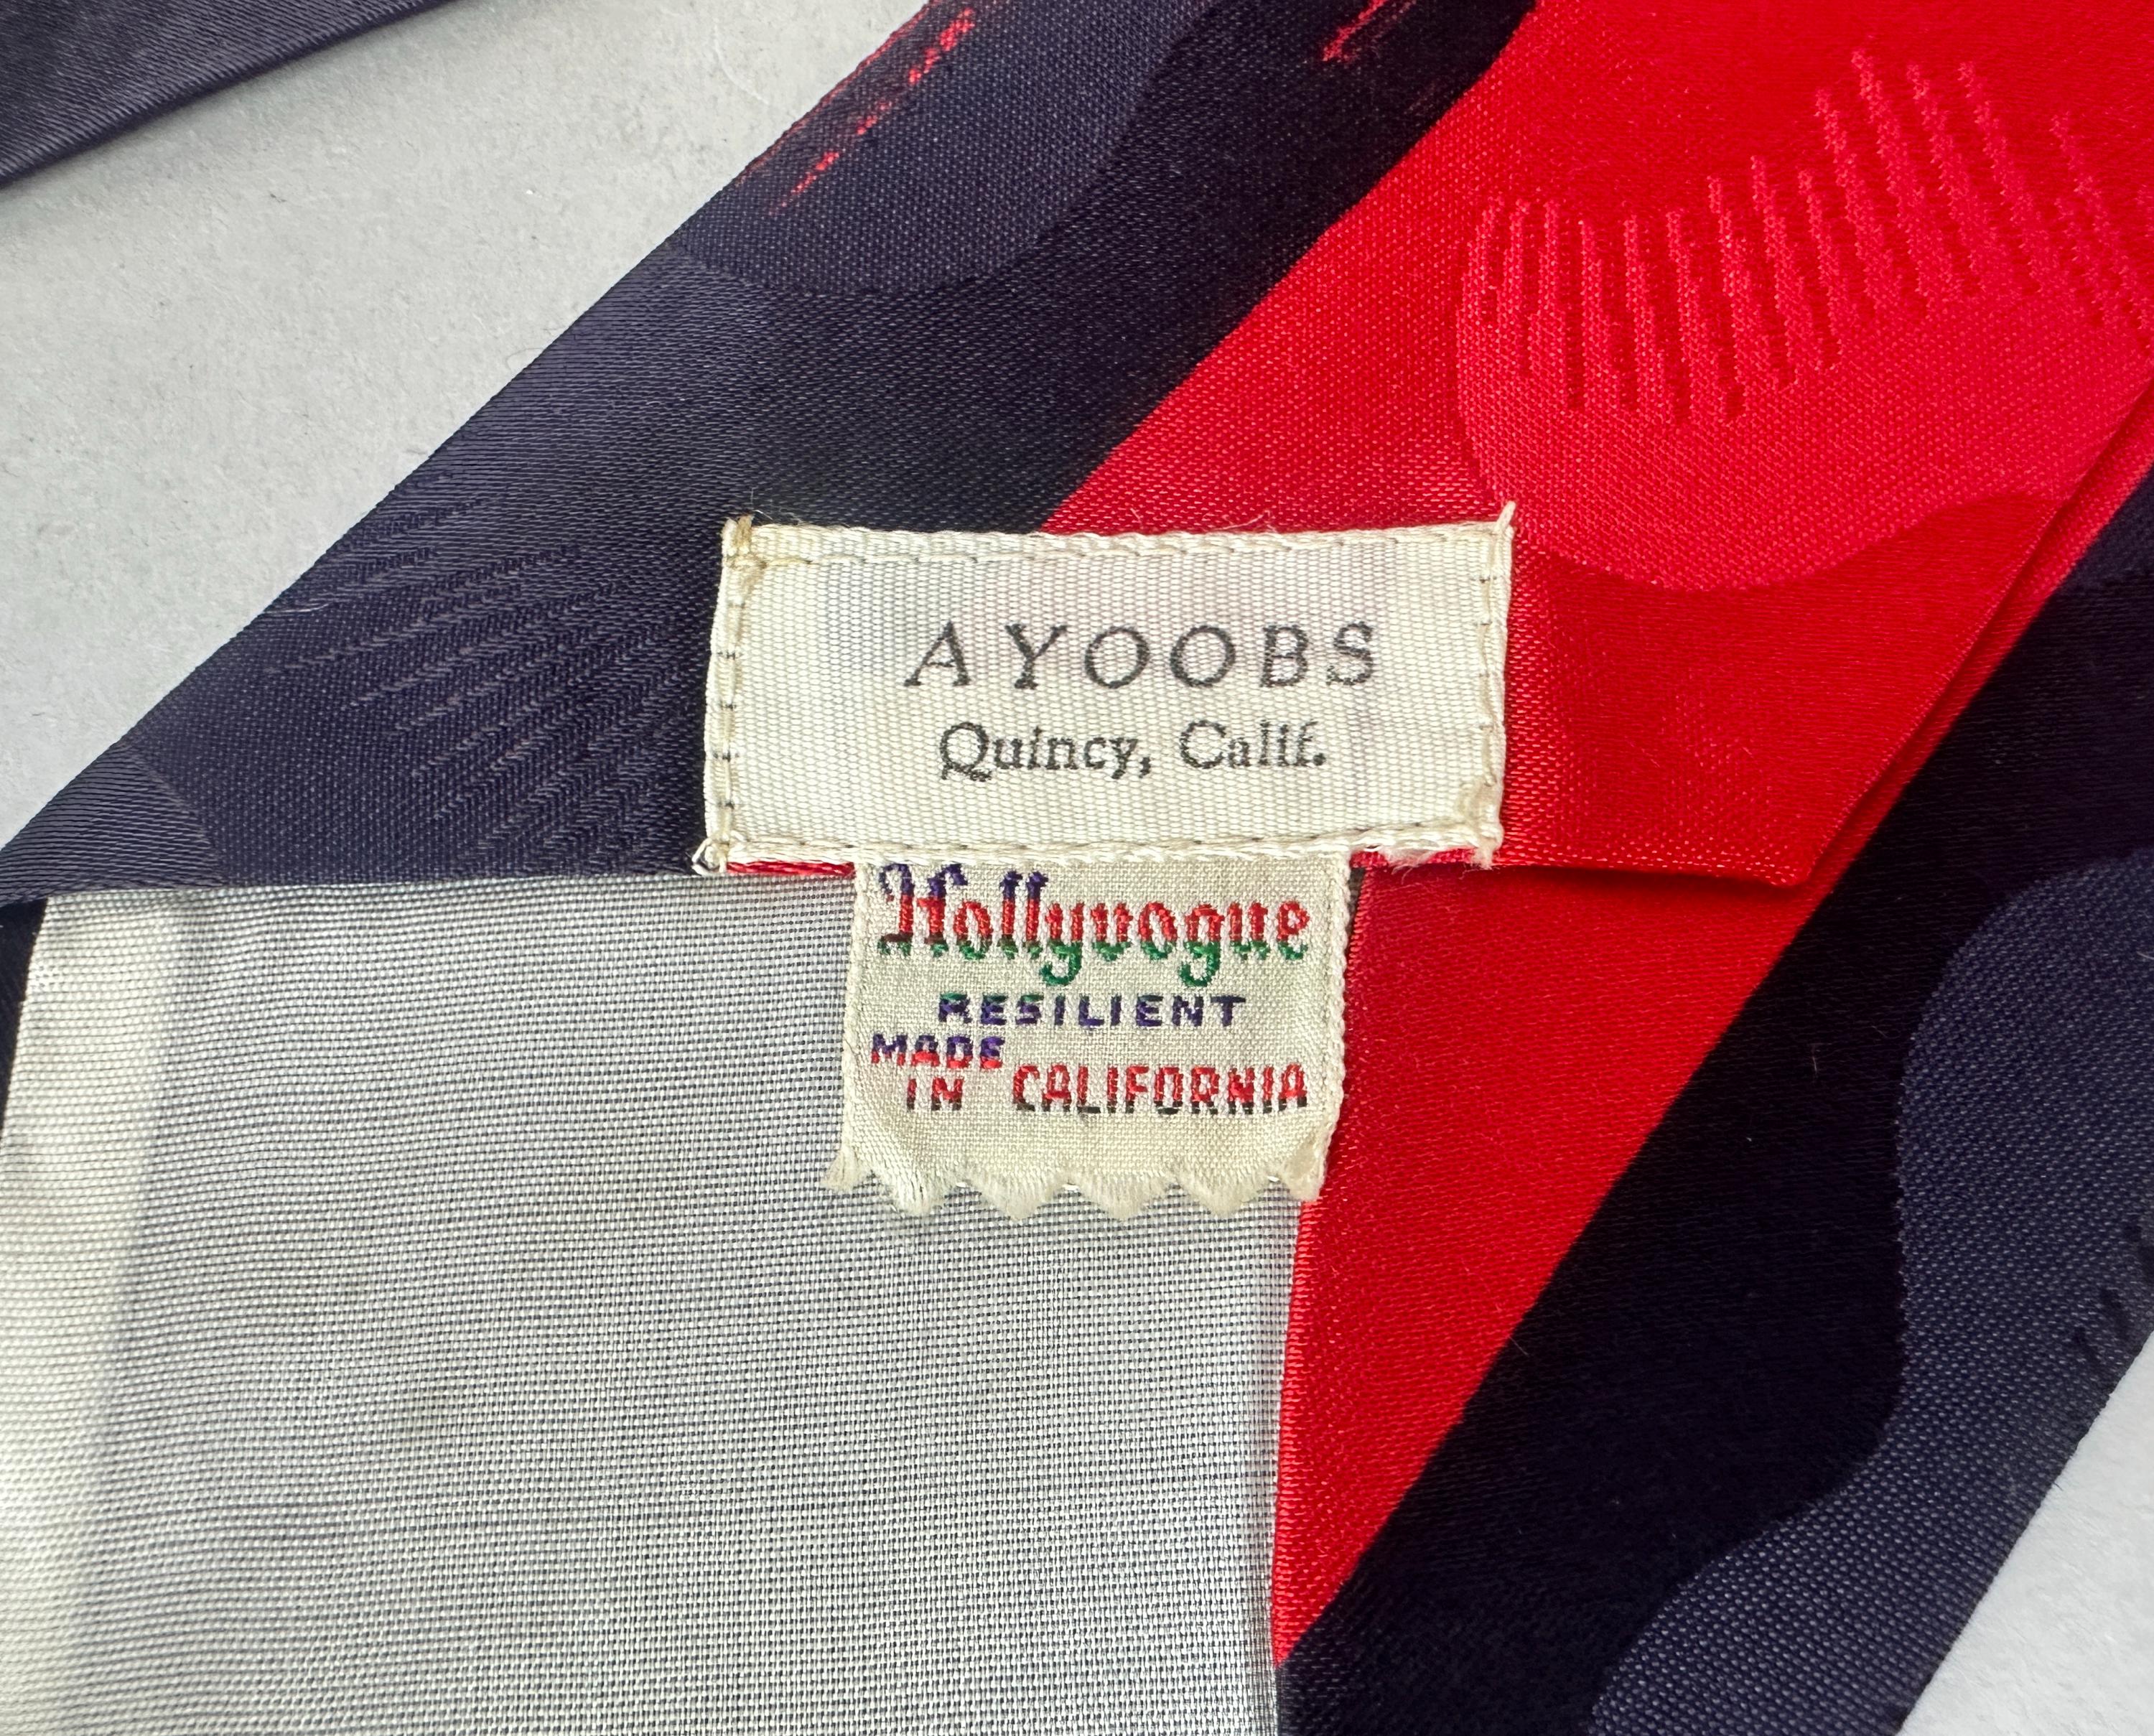 AYOOBS
Quincy, Calif.
Hollyvogue
RESILIENT
MADE
IN CALIFORNIA